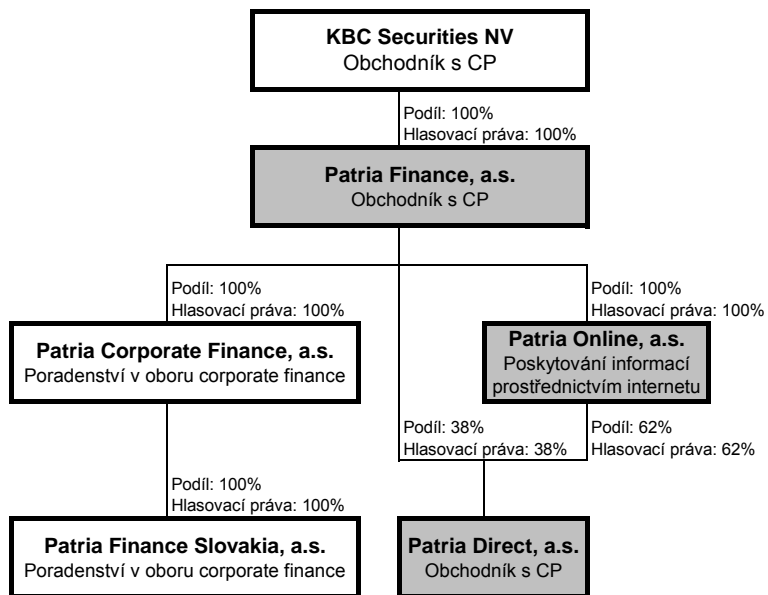 KBC Securities NV
Obchodník s CP
Podíl: 100%
Hlasovací práva: 100%
Patria Finance, a.s.
Obchodník s CP
Podíl: 100%
Hlasovací práva: 100%
Podíl: 100%
Hlasovací práva: 100%
Patria Corporate Finance, a.s.
Poradenství v oboru corporate finance
Patria Online, a.s.
Poskytování informací
prostřednictvím internetu
Podíl: 38%
Hlasovací práva: 38%
Podíl: 62%
Hlasovací práva: 62%
Podíl: 100%
Hlasovací práva: 100%
Patria Finance Slovakia, a.s.
Poradenství v oboru corporate finance
Patria Direct, a.s.
Obchodník s CP